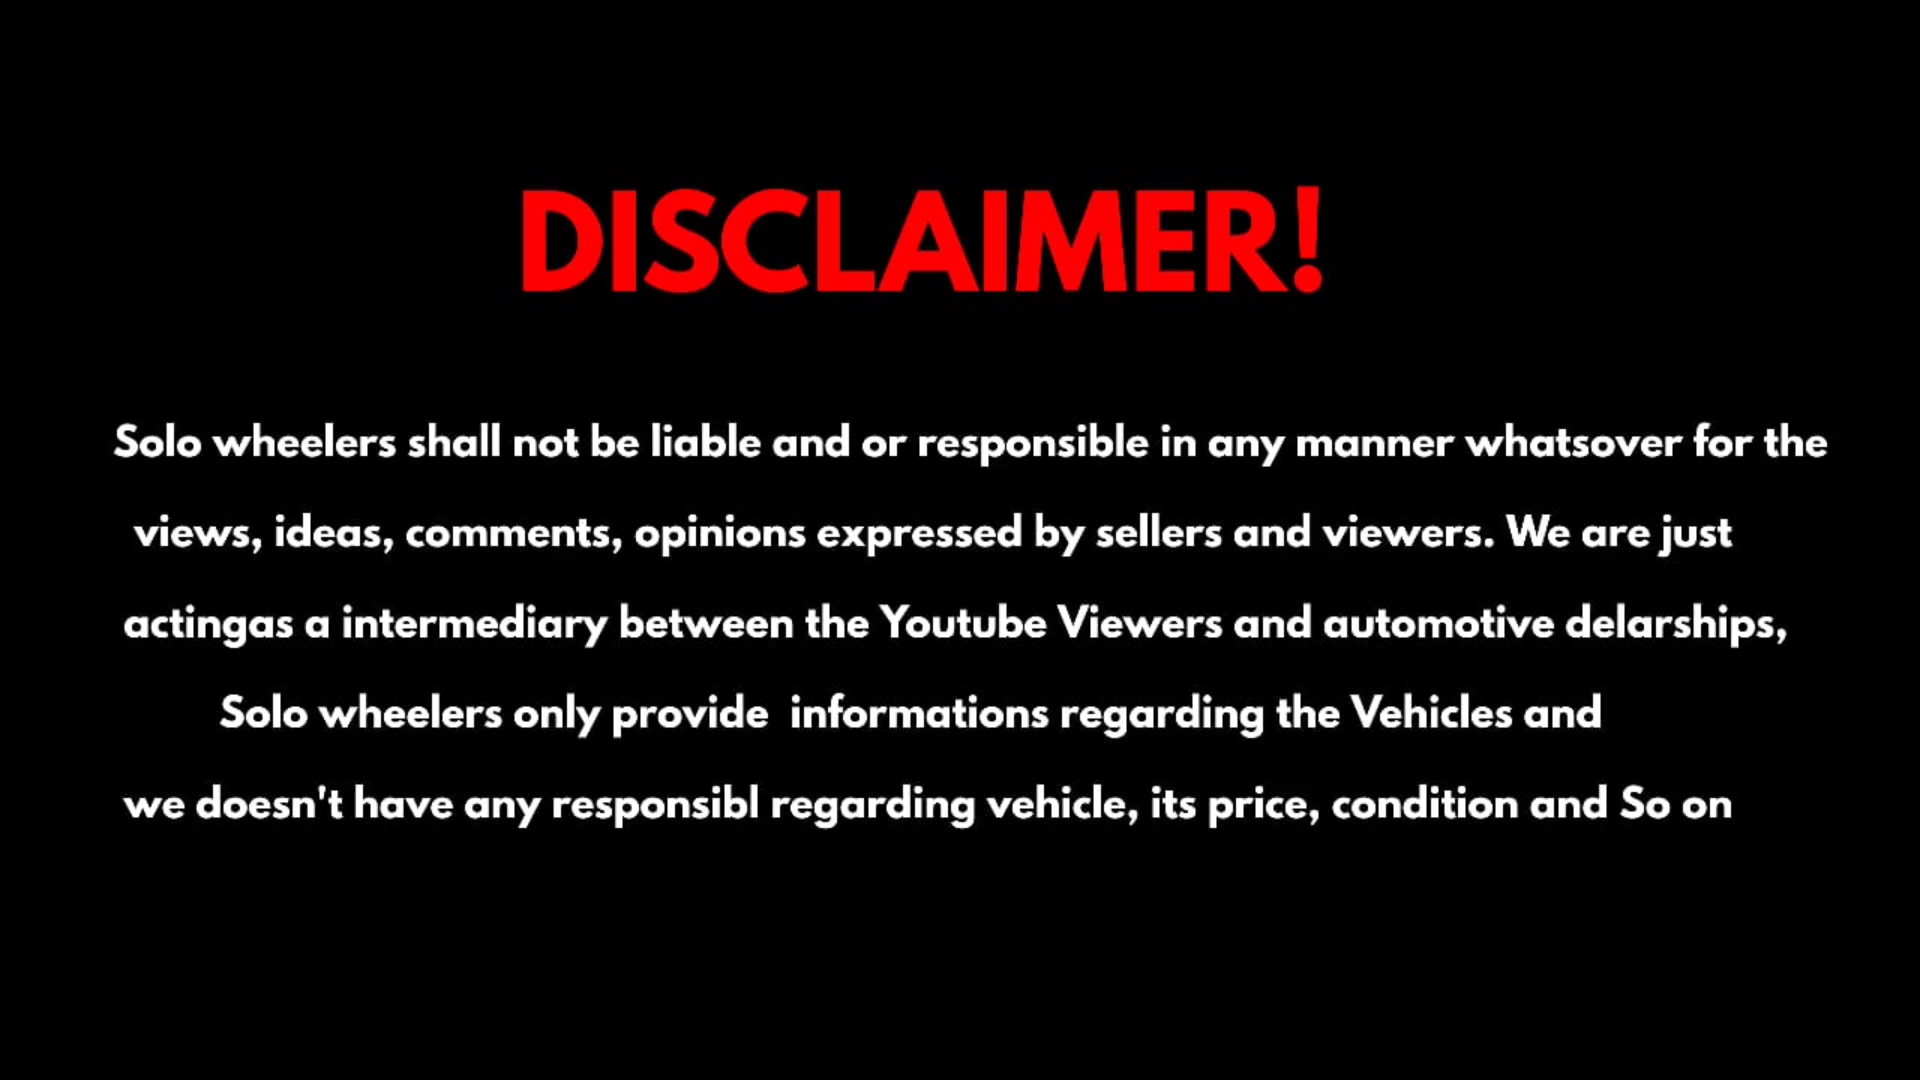 DISCLAIMER!
Solo wheelers shall not be liable and or responsible in any manner whatsover for the
views, ideas, comments, opinions expressed by sellers and viewers. We are just
actingas a intermediary between the Youtube Viewers and automotive delarships,
Solo wheelers only provide  informations regarding the Vehicles and
we doesn't have any responsibl regarding vehicle, its price, condition and So on